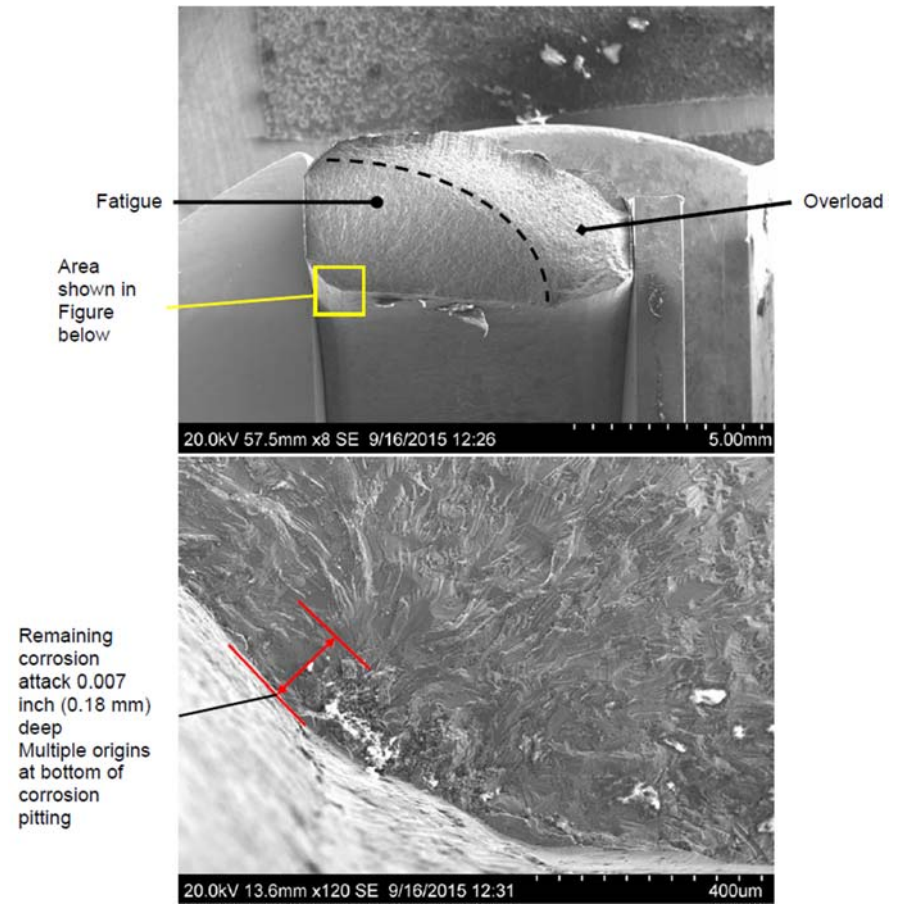 Fatigue
Overload
Area
shown in
Figure
below
20.0kV 57.5mm x8 SE 9/16/2015 12:26
5.00mm
Remaining
corrosion
attack 0.007
inch (0.18 mm)
deep
Multiple origins
at bottom of
corrosion
pitting
20.0kV 13.6mm x120 SE 9/16/2015 12:31
400um